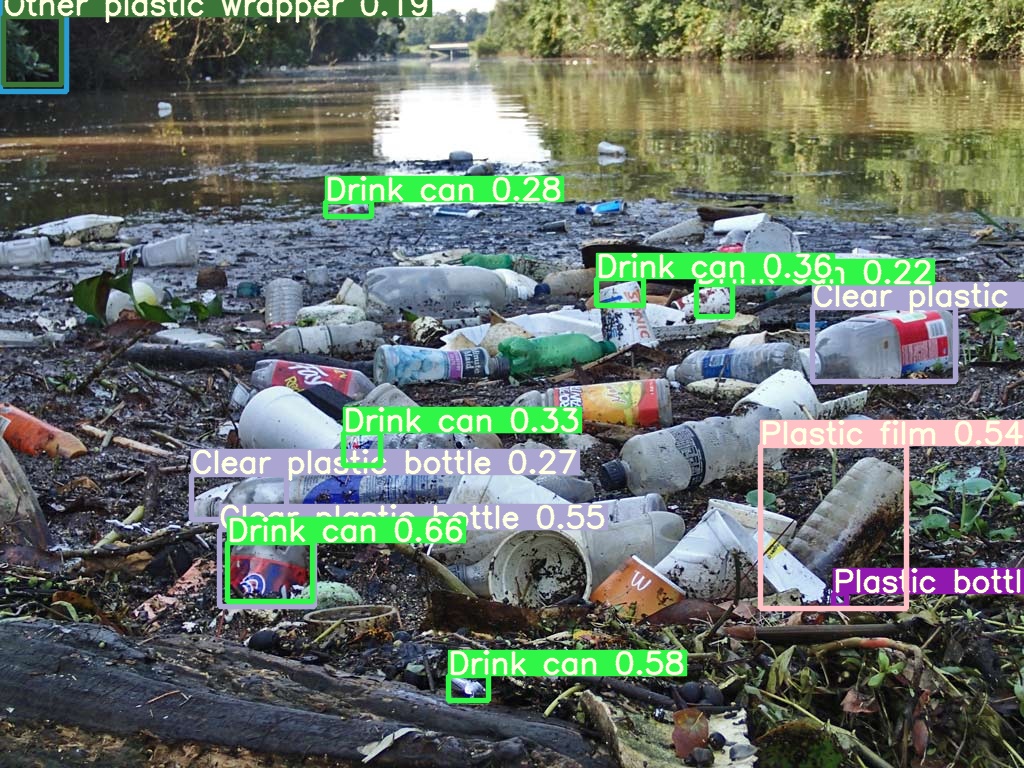 Other plastic wrapper 0.19
Drink can 0.28
Drink can 0.36
0.22
Clear plastic
Drink can 0.33
Plastic film 0.54
Clear plastic bottle 0.27
Clear plastic bottle 0.55
Drink can 0.66
Plastic bottl
W
Drink can 0.58